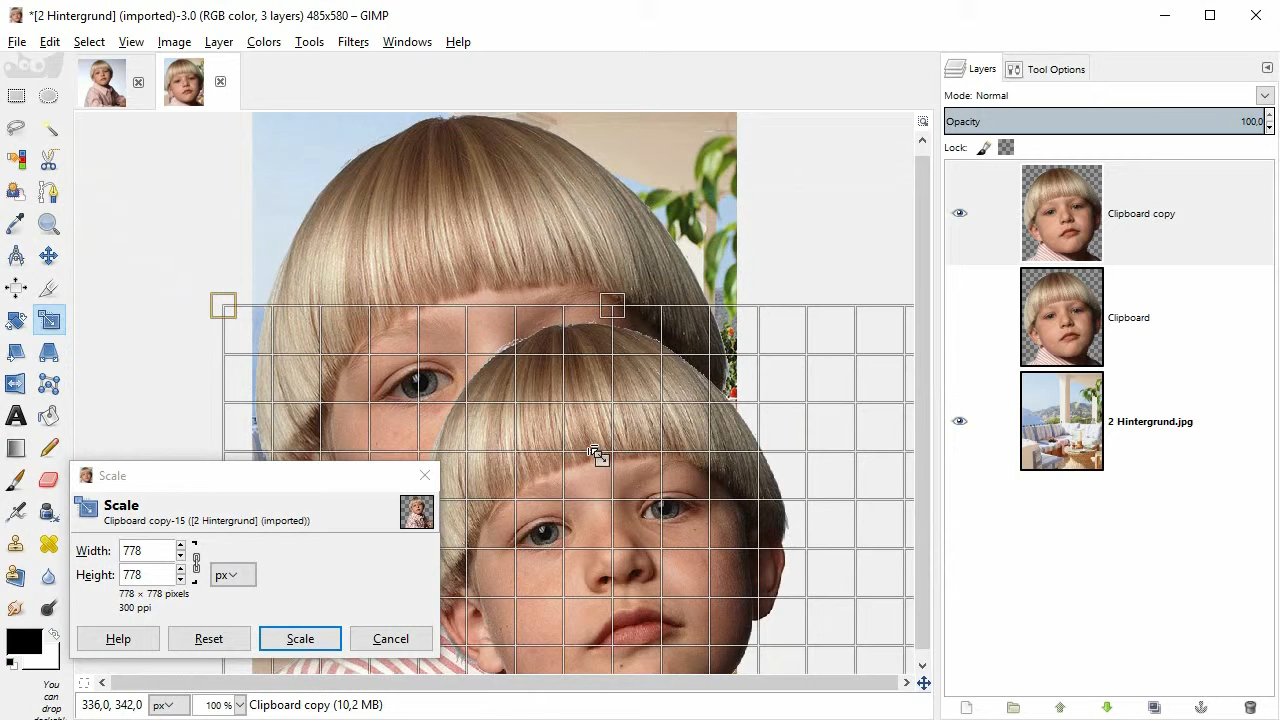 *[2 Hintergrund] (imported)-3.0 (RGB color, 3 layers) 485x580 – GIMP
File Edit Select View Image Layer Colors Tools Filters Windows Help
Layers Tool Options
Mode: Normal
Opacity 100,0
Lock:
Clipboard copy
Clipboard
2 Hintergrund.jpg
Scale
Scale
Clipboard copy-15 ([2 Hintergrund] (imported))
Width: 778
Height: 778 px
778 × 778 pixels
300 ppi
Help Reset Scale Cancel
You
can
drop
336,0, 342,0 px 100 % Clipboard copy (10,2 MB)